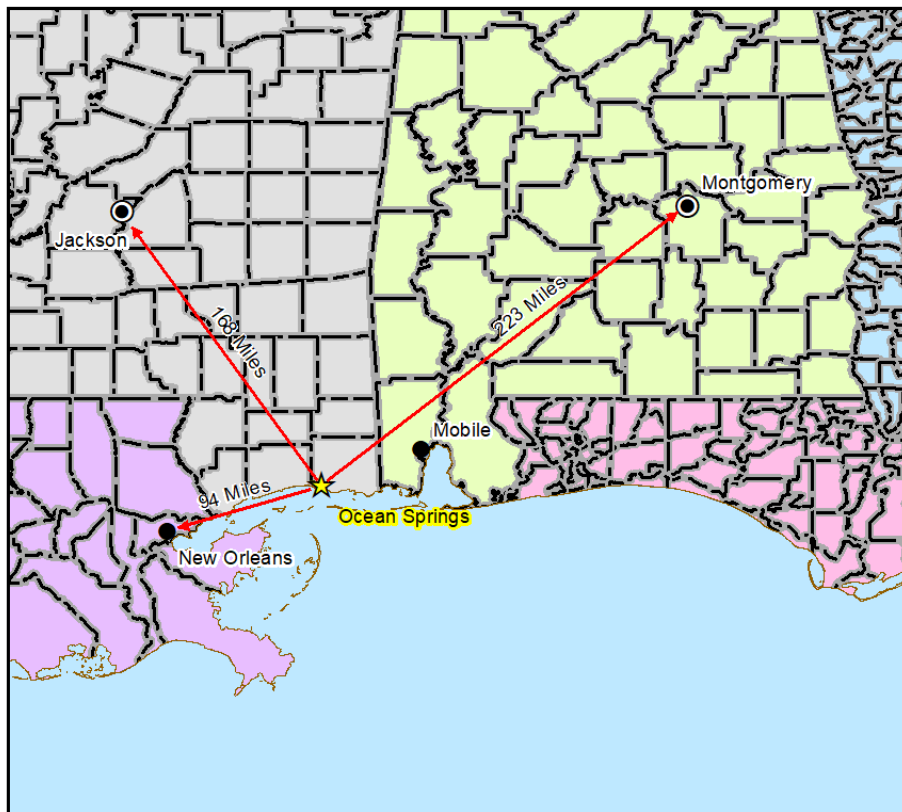 Montgomery
Jackson
168 Miles
223 Miles
Mobile
94 Miles
Ocean Springs
New Orleans